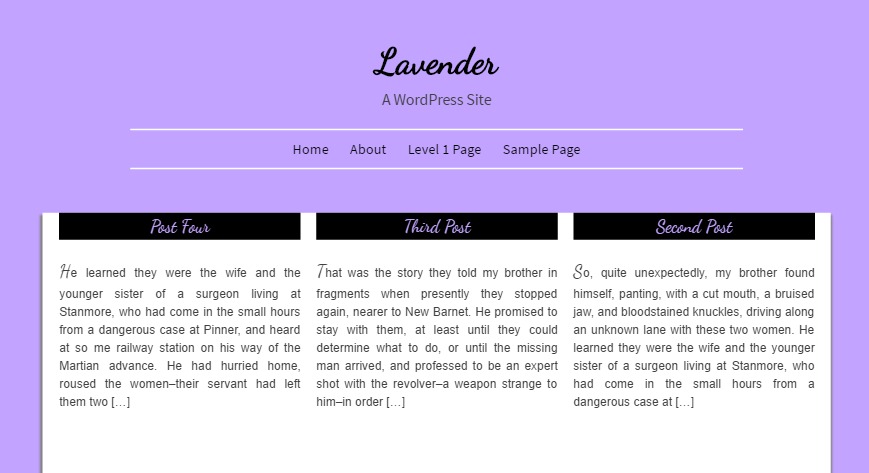 Lavender
A WordPress Site
Home About Level 1 Page Sample Page
Post Four
He learned they were the wife and the
younger sister of a surgeon living at
Stanmore, who had come in the small hours
from a dangerous case at Pinner, and heard
at so me railway station on his way of the
Martian advance. He had hurried home,
roused the women–their servant had left
them two […]
Third Post
That was the story they told my brother in
fragments when presently they stopped
again, nearer to New Barnet. He promised to
stay with them, at least until they could
determine what to do, or until the missing
man arrived, and professed to be an expert
shot with the revolver–a weapon strange to
him–in order […]
Second Post
So, quite unexpectedly, my brother found
himself, panting, with a cut mouth, a bruised
jaw, and bloodstained knuckles, driving along
an unknown lane with these two women. He
learned they were the wife and the younger
sister of a surgeon living at Stanmore, who
had come in the small hours from a
dangerous case at […]